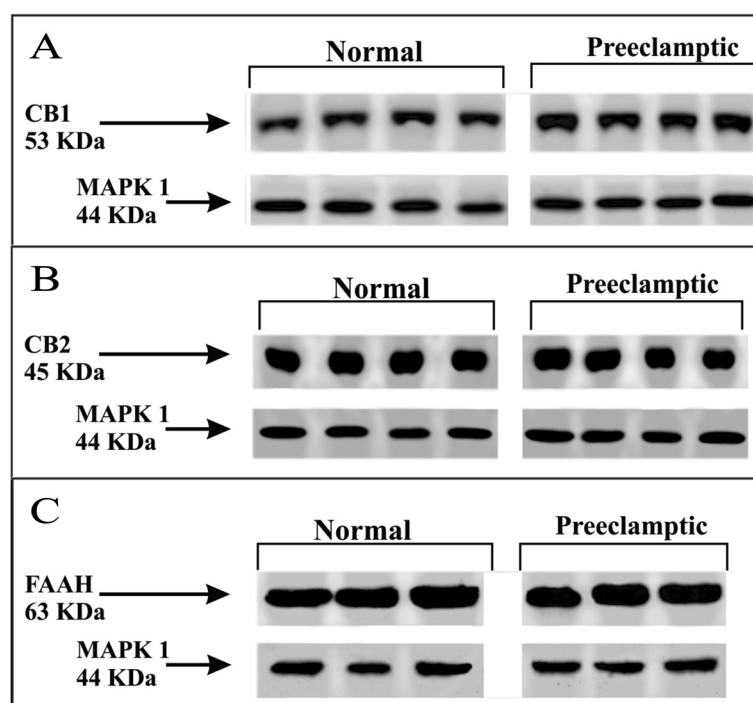 A
Normal
Preeclamptic
CB1
53 KDa
MAPK 1
44 KDa
B
Normal
Preeclamptic
CB2
45 KDa
MAPK 1
44 KDa
C
Normal
Preeclamptic
FAAH
63 KDa
MAPK 1
44 KDa